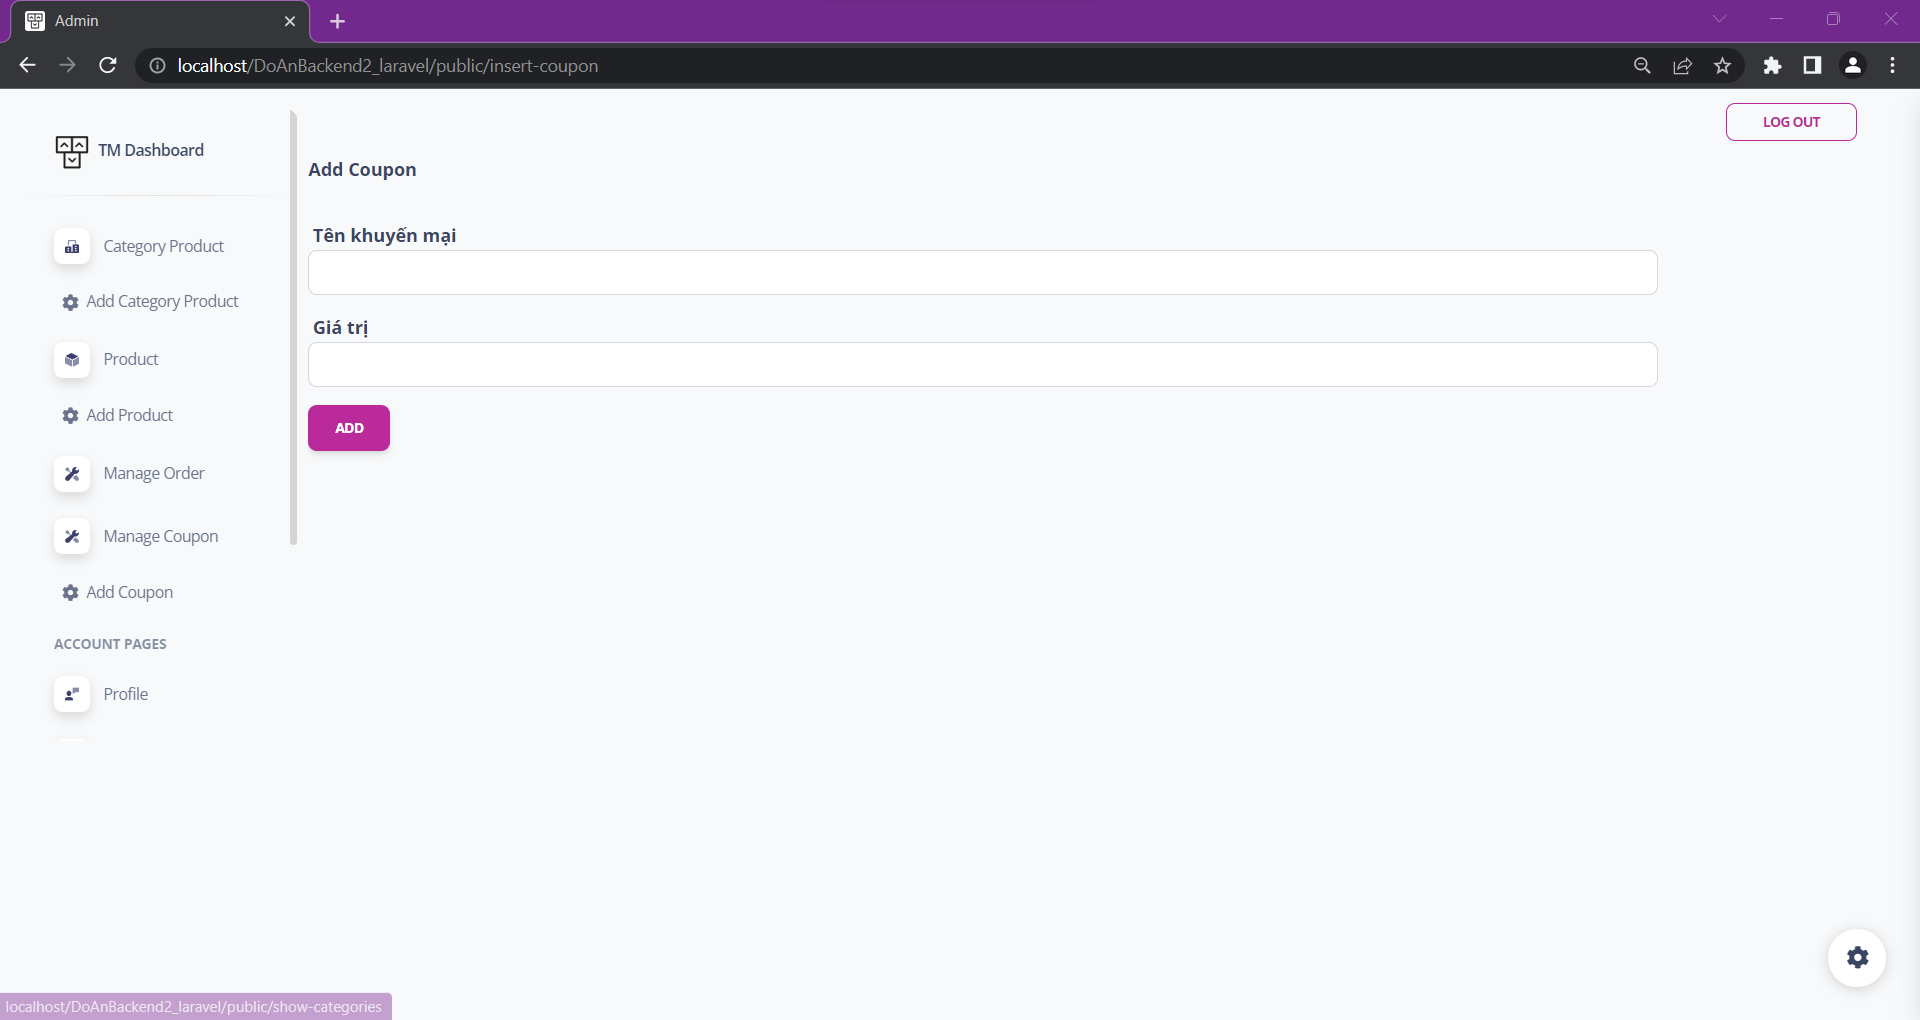 Admin
localhost/DoAnBackend2_laravel/public/insert-coupon
LOG OUT
TM Dashboard
Category Product
Add Category Product
Product
Add Product
Manage Order
Manage Coupon
Add Coupon
ACCOUNT PAGES
Profile
Add Coupon
Tên khuyến mại
Giá trị
ADD
localhost/DoAnBackend2_laravel/public/show-categories